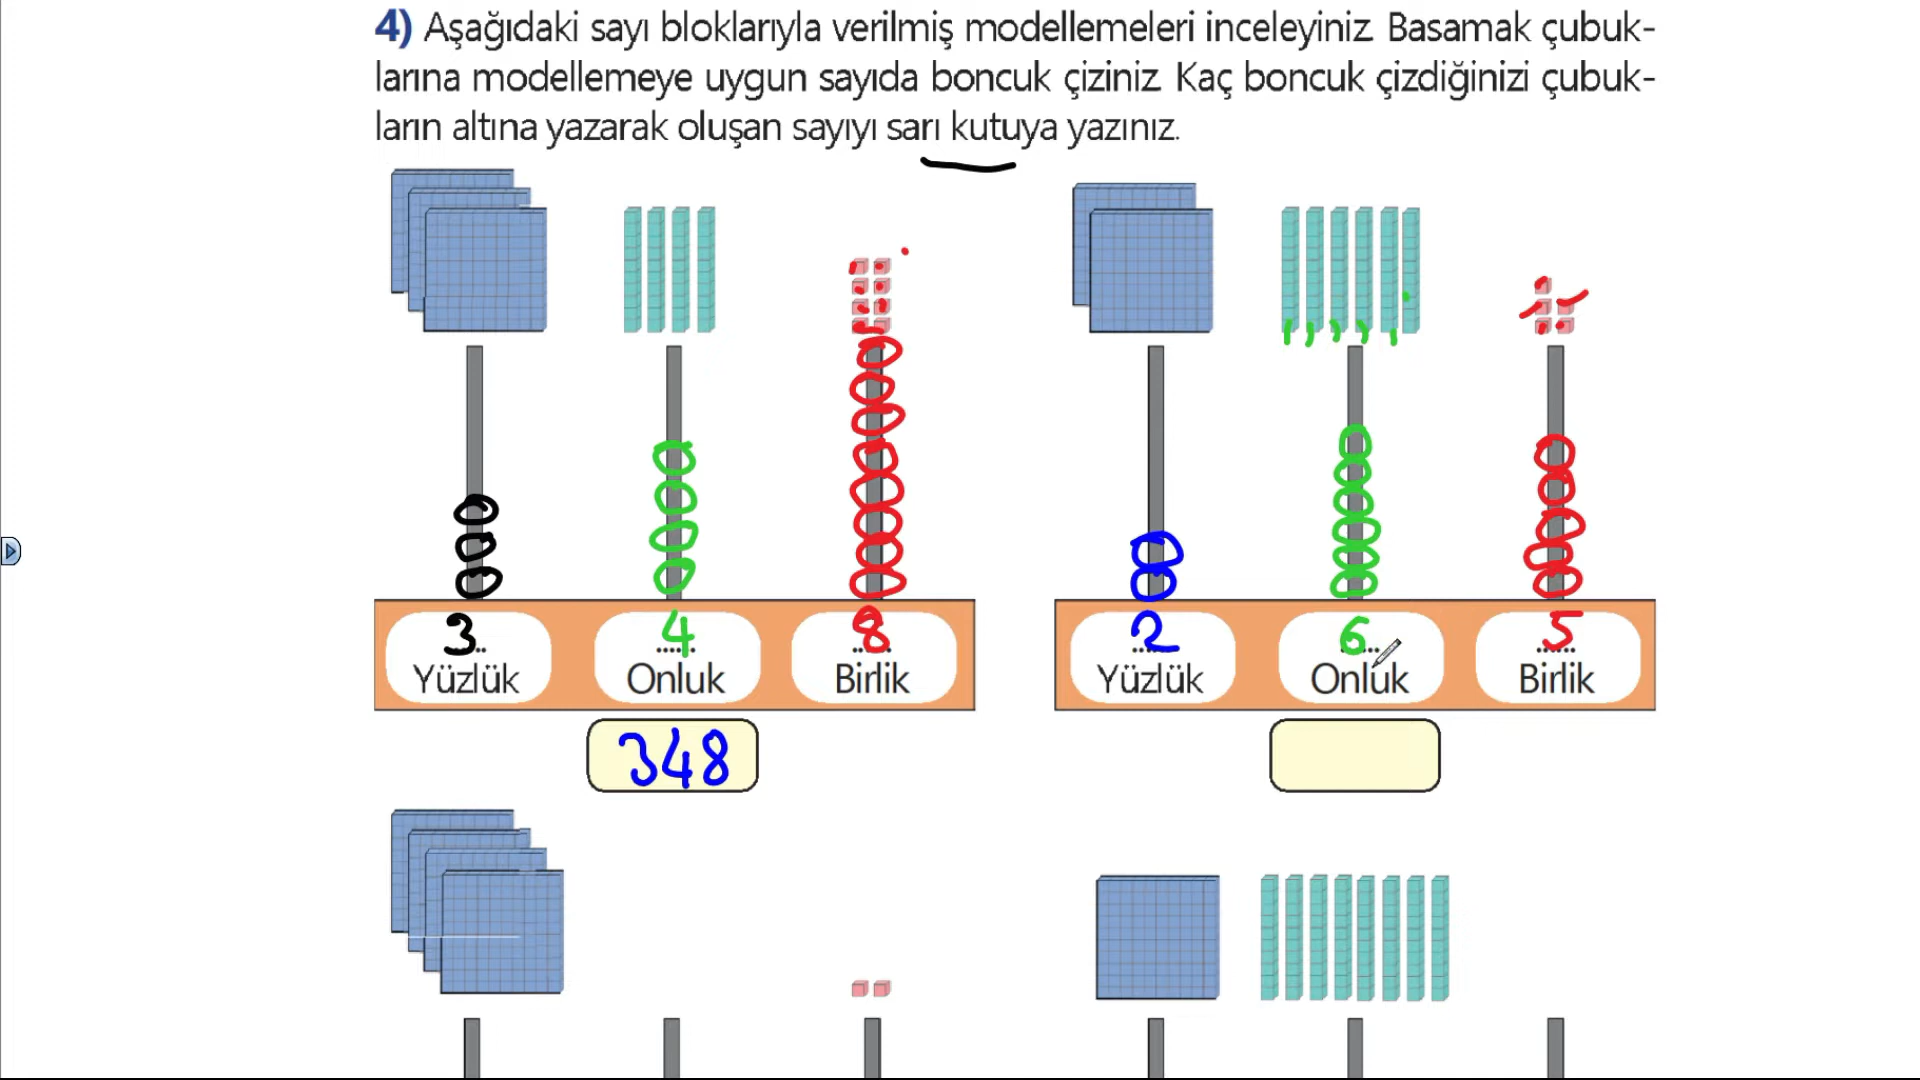 4) Aşağıdaki sayı bloklarıyla verilmiş modellemeleri inceleyiniz. Basamak çubuk-
larına modellemeye uygun sayıda boncuk çiziniz. Kaç boncuk çizdiğinizi çubuk-
ların altına yazarak oluşan sayıyı sarı kutuya yazınız.
3 4 8
Yüzlük Onluk Birlik
348
2 6 5
Yüzlük Onluk Birlik